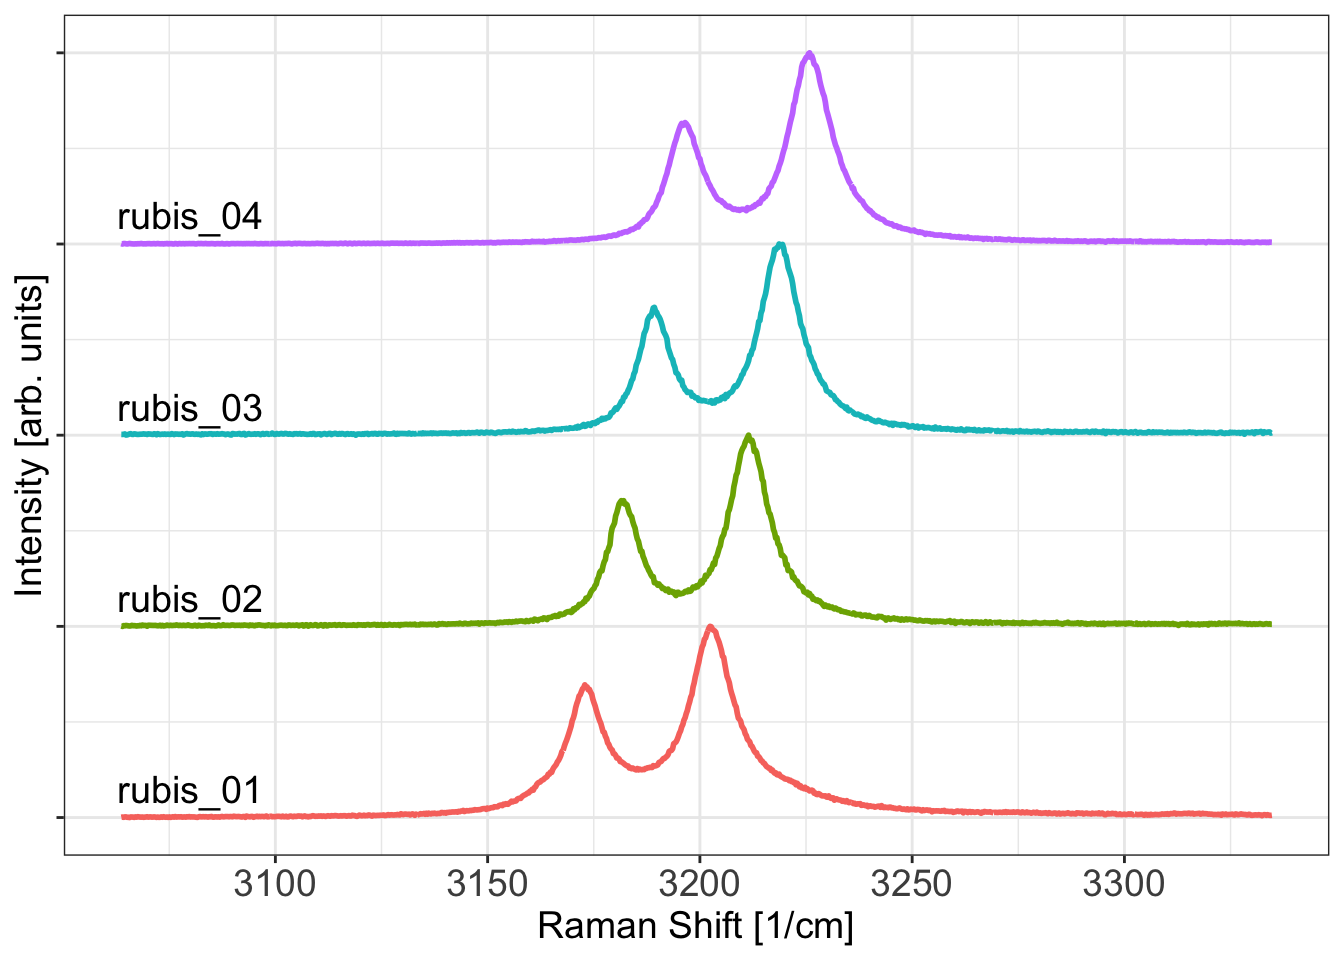 rubis_04
rubis_03
rubis_02
rubis_01
Intensity [arb. units]
3100 3150 3200 3250 3300
Raman Shift [1/cm]